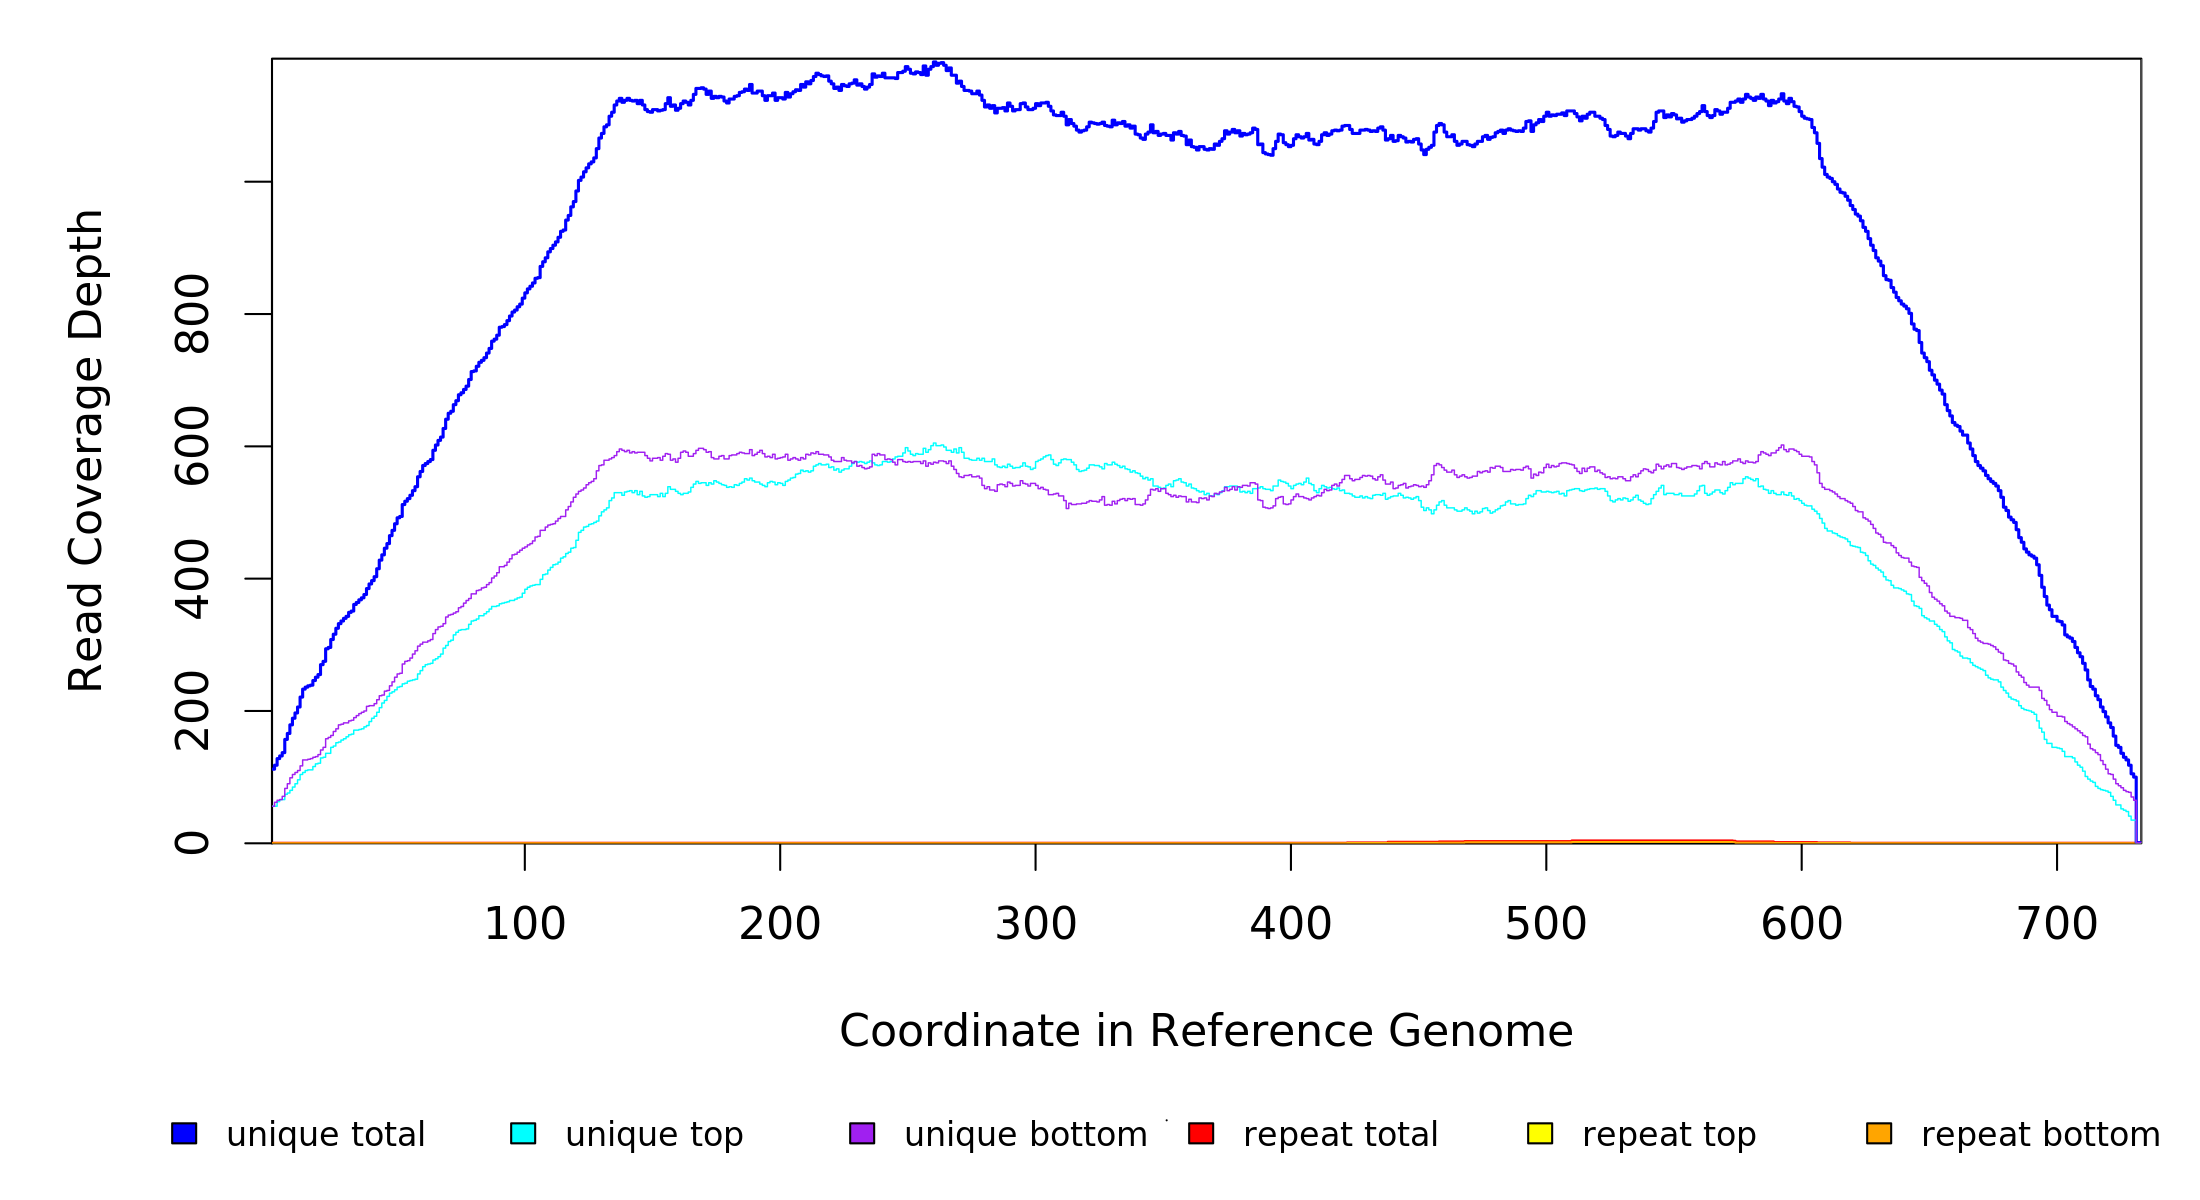 Read Coverage Depth
800
600
400
200
0
100 200 300 400 500 600 700
Coordinate in Reference Genome
unique total unique top unique bottom repeat total repeat top repeat bottom